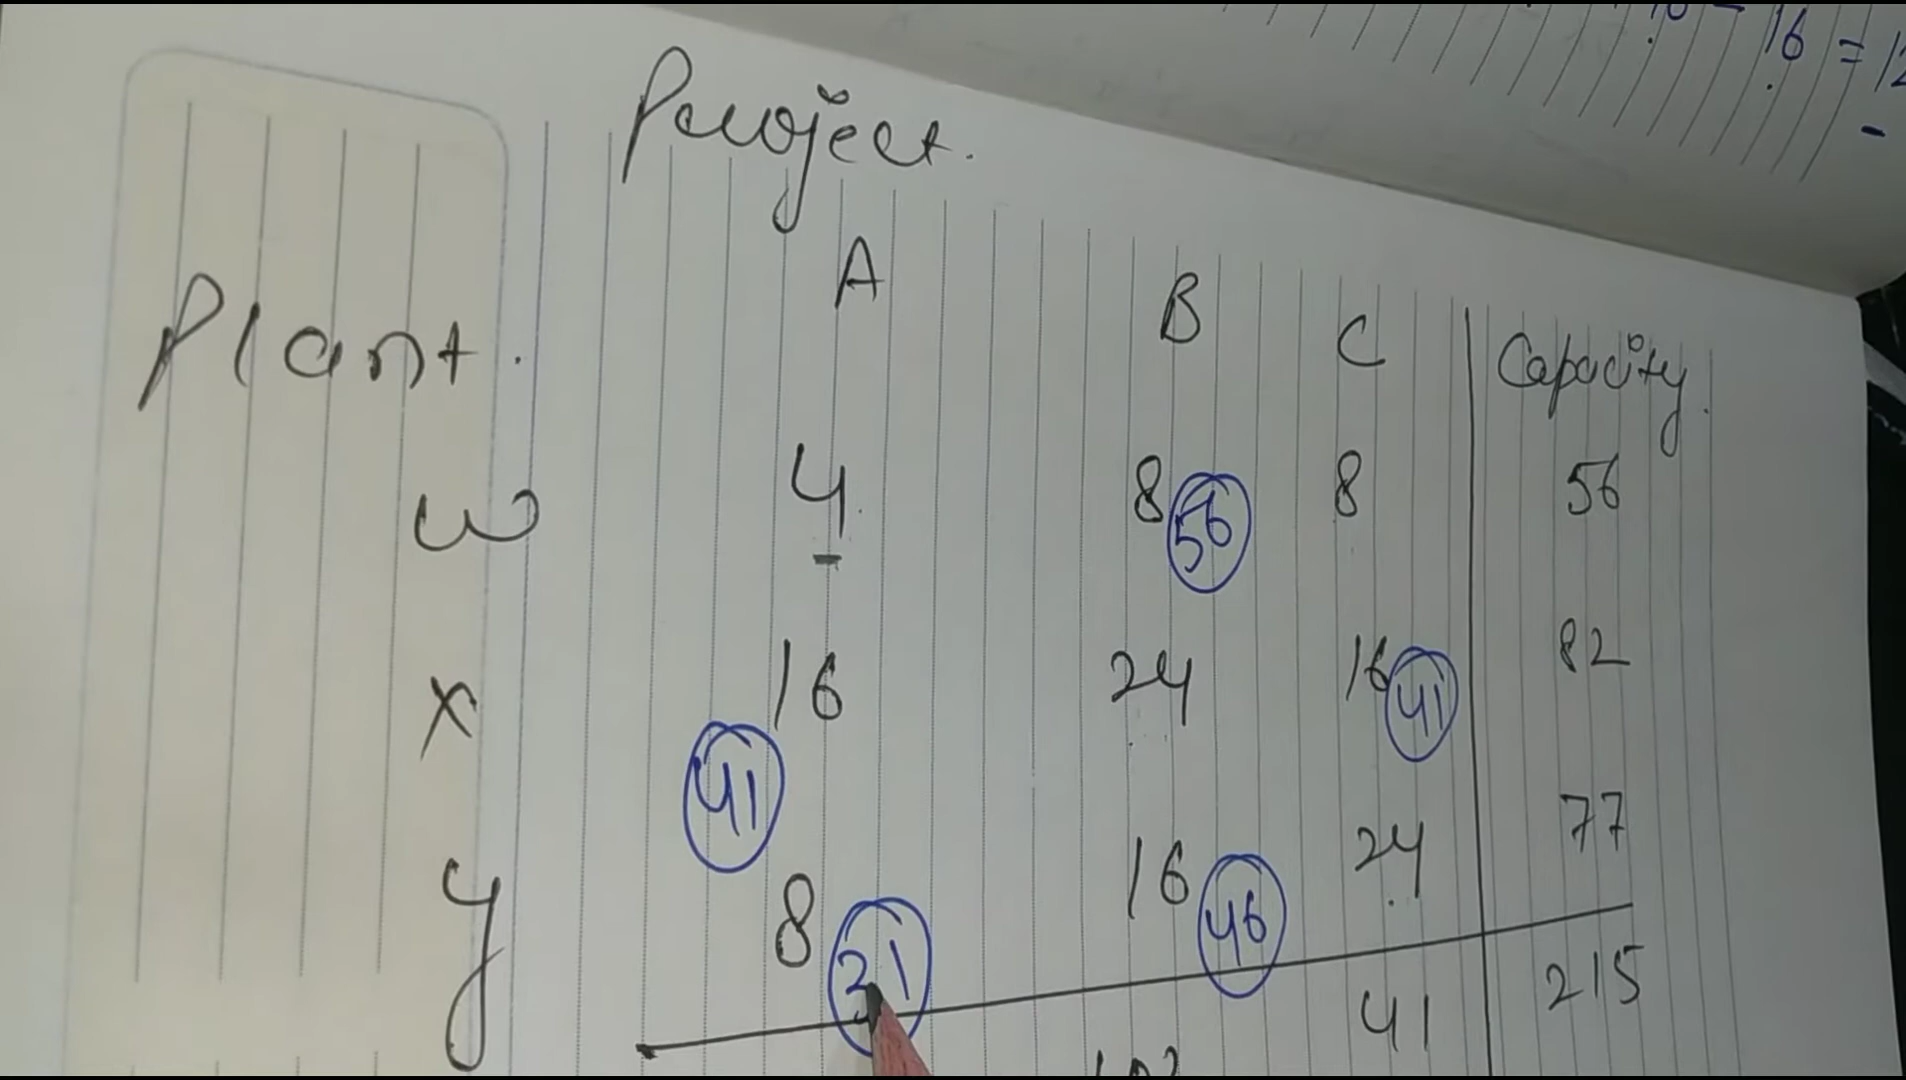 16 = 12
Project.
A B C Capacity.
Plant.
w 4 8 56 8 56
x 16 24 16 41 82
41
y 8 31 16 46 24 77
41 215